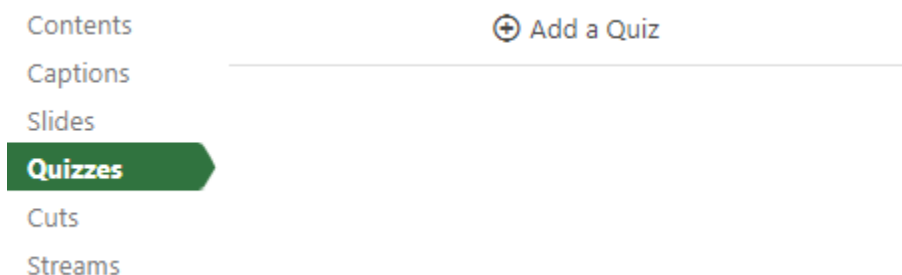 Contents
Captions
Slides
Quizzes
Cuts
Streams
Add a Quiz